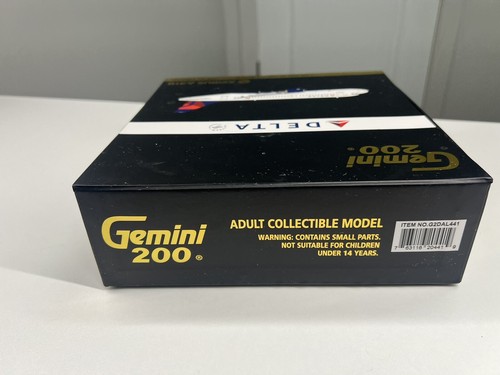 DELTA
Gemini
200
Gemini
200®
ADULT COLLECTIBLE MODEL
WARNING: CONTAINS SMALL PARTS.
NOT SUITABLE FOR CHILDREN
UNDER 14 YEARS.
ITEM NO.G2DAL441